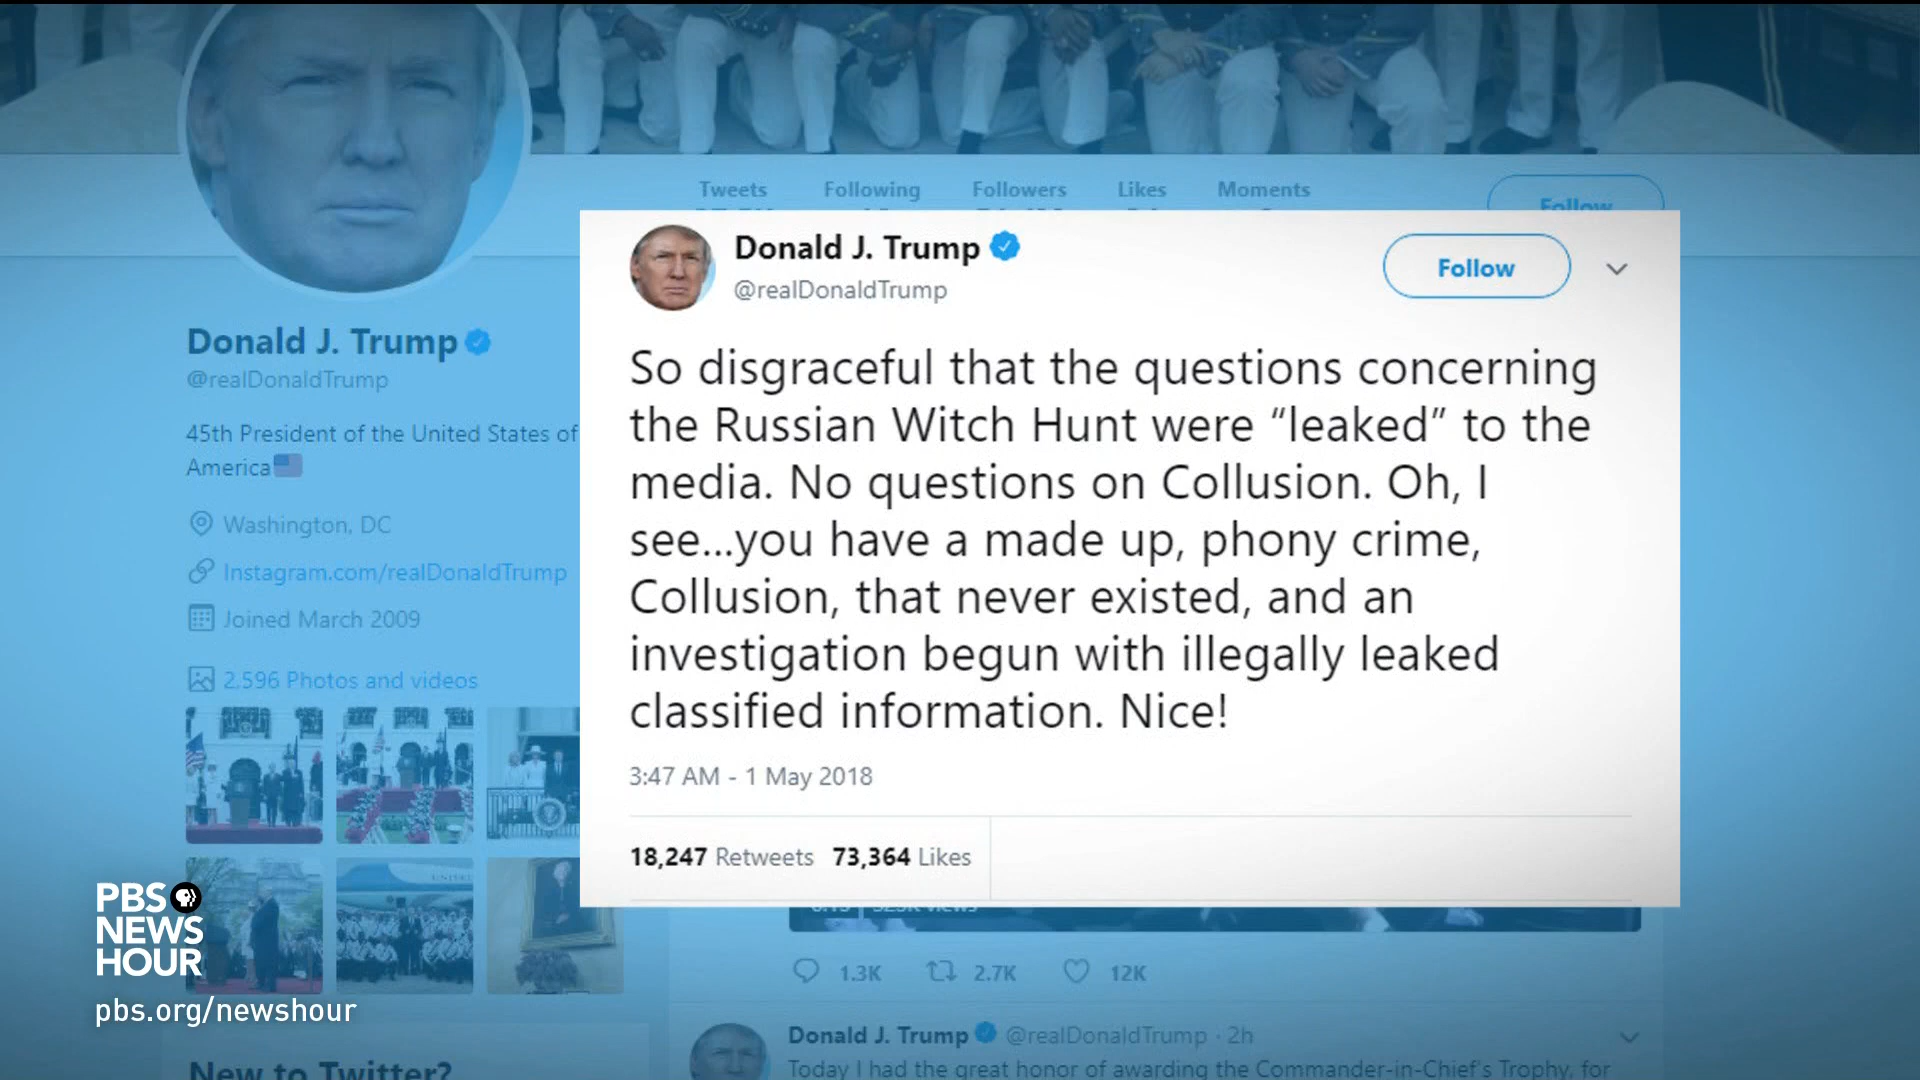 Tweets Following Followers Likes Moments
Follow
Donald J. Trump
@realDonaldTrump
45th President of the United States of
America
Washington, DC
Instagram.com/realDonaldTrump
Joined March 2009
2,596 Photos and videos
Donald J. Trump
@realDonaldTrump
Follow
So disgraceful that the questions concerning
the Russian Witch Hunt were “leaked” to the
media. No questions on Collusion. Oh, I
see...you have a made up, phony crime,
Collusion, that never existed, and an
investigation begun with illegally leaked
classified information. Nice!
3:47 AM - 1 May 2018
18,247 Retweets 73,364 Likes
1.3K 2.7K 12K
Donald J. Trump @realDonaldTrump · 2h
Today I had the great honor of awarding the Commander-in-Chief's Trophy, for
New to Twitter?
PBS
NEWS
HOUR
pbs.org/newshour